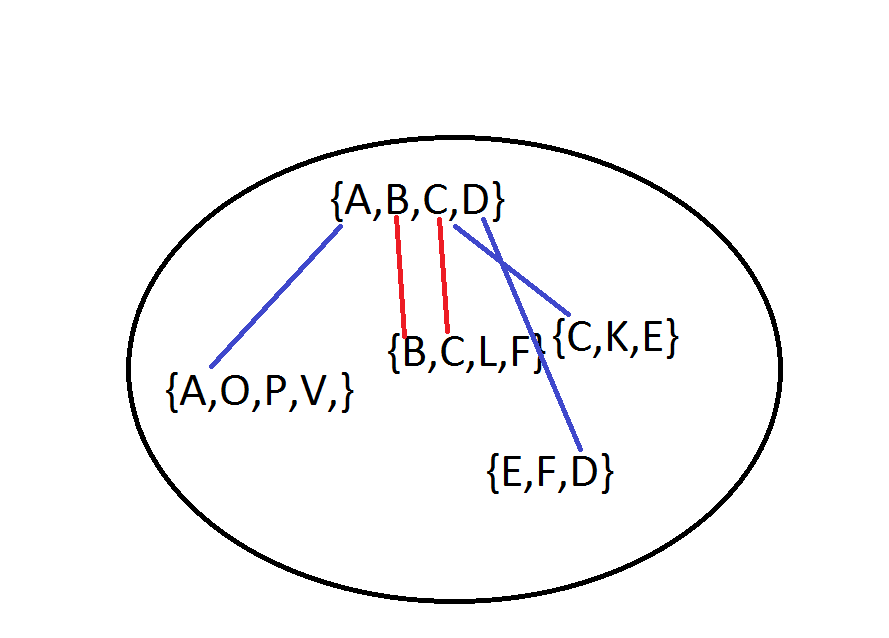 {A,B,C,D}
{B,C,L,F}
{C,K,E}
{A,O,P,V,}
{E,F,D}